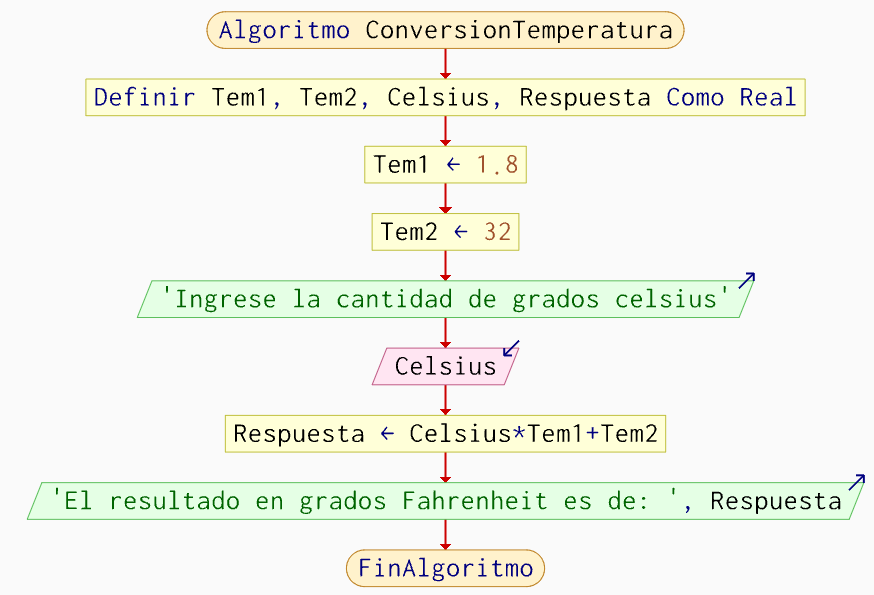 Algoritmo ConversionTemperatura
Definir Tem1, Tem2, Celsius, Respuesta Como Real
Tem1 ← 1.8
Tem2 ← 32
'Ingrese la cantidad de grados celsius'
Celsius
Respuesta ← Celsius*Tem1+Tem2
'El resultado en grados Fahrenheit es de: ', Respuesta
FinAlgoritmo